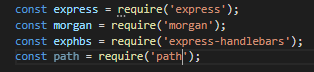 const express = require('express');
const morgan = require('morgan');
const exphbs = require('express-handlebars');
const path = require('path');